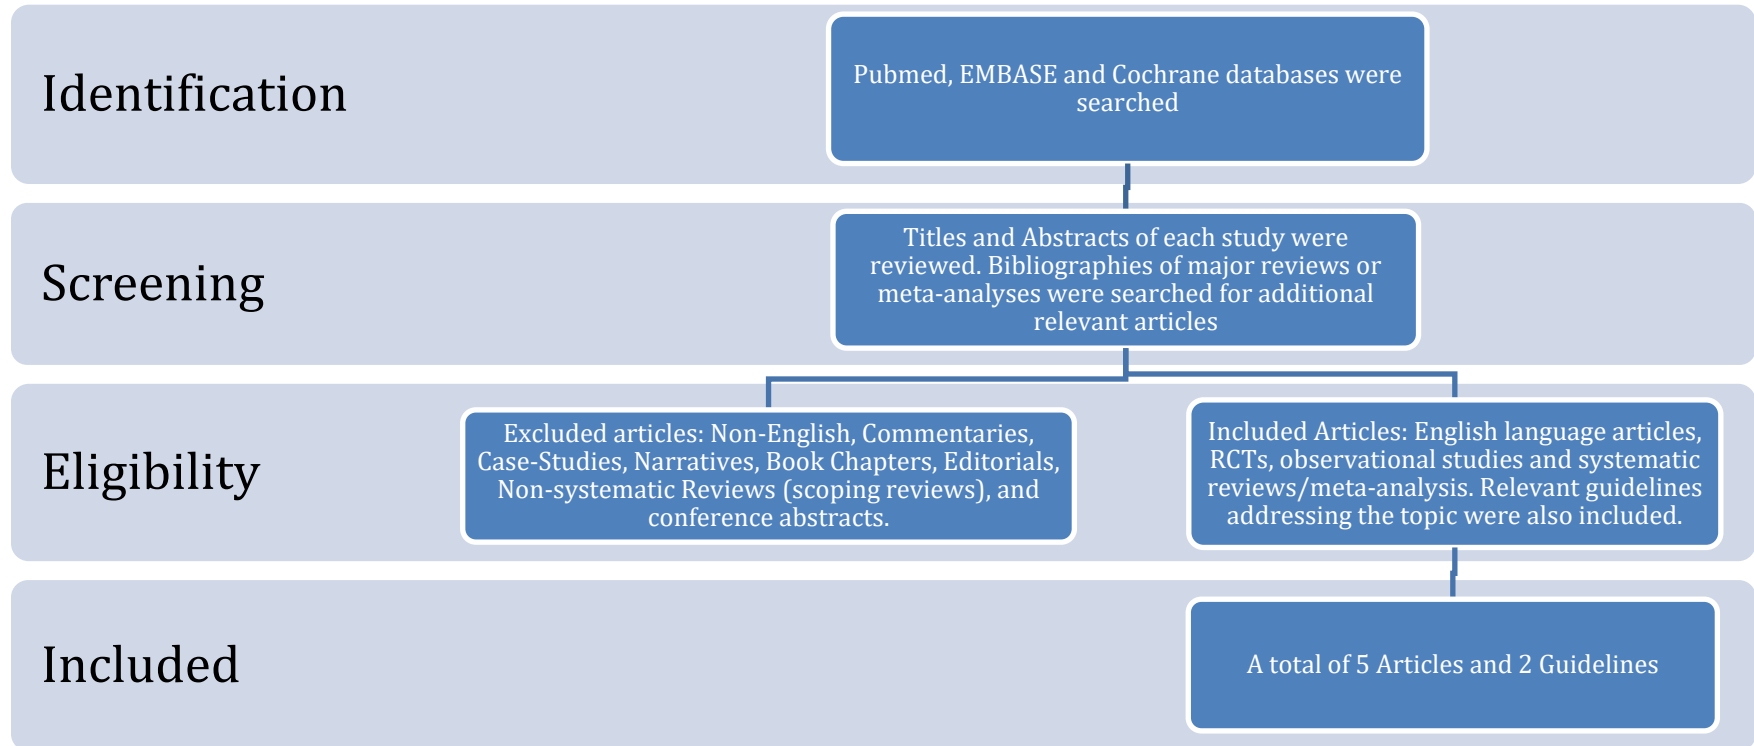 Identification
Pubmed, EMBASE and Cochrane databases were
searched
Screening
Titles and Abstracts of each study were
reviewed. Bibliographies of major reviews or
meta-analyses were searched for additional
relevant articles
Eligibility
Excluded articles: Non-English, Commentaries,
Case-Studies, Narratives, Book Chapters, Editorials,
Non-systematic Reviews (scoping reviews), and
conference abstracts.
Included Articles: English language articles,
RCTs, observational studies and systematic
reviews/meta-analysis. Relevant guidelines
addressing the topic were also included.
Included
A total of 5 Articles and 2 Guidelines